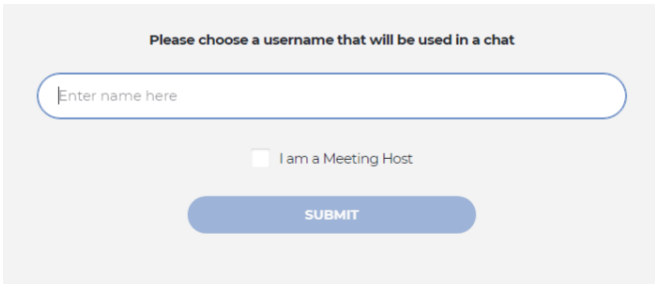 Please choose a username that will be used in a chat
Enter name here
I am a Meeting Host
SUBMIT